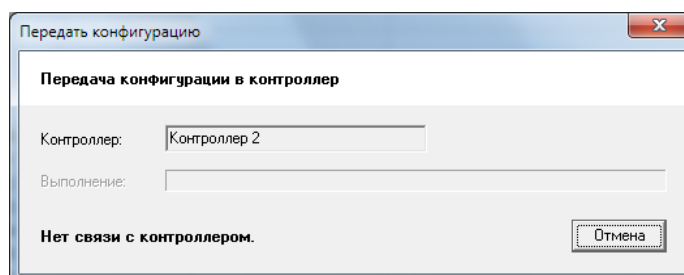 Передать конфигурацию
Передача конфигурации в контроллер
Контроллер: Контроллер 2
Выполнение:
Нет связи с контроллером. Отмена